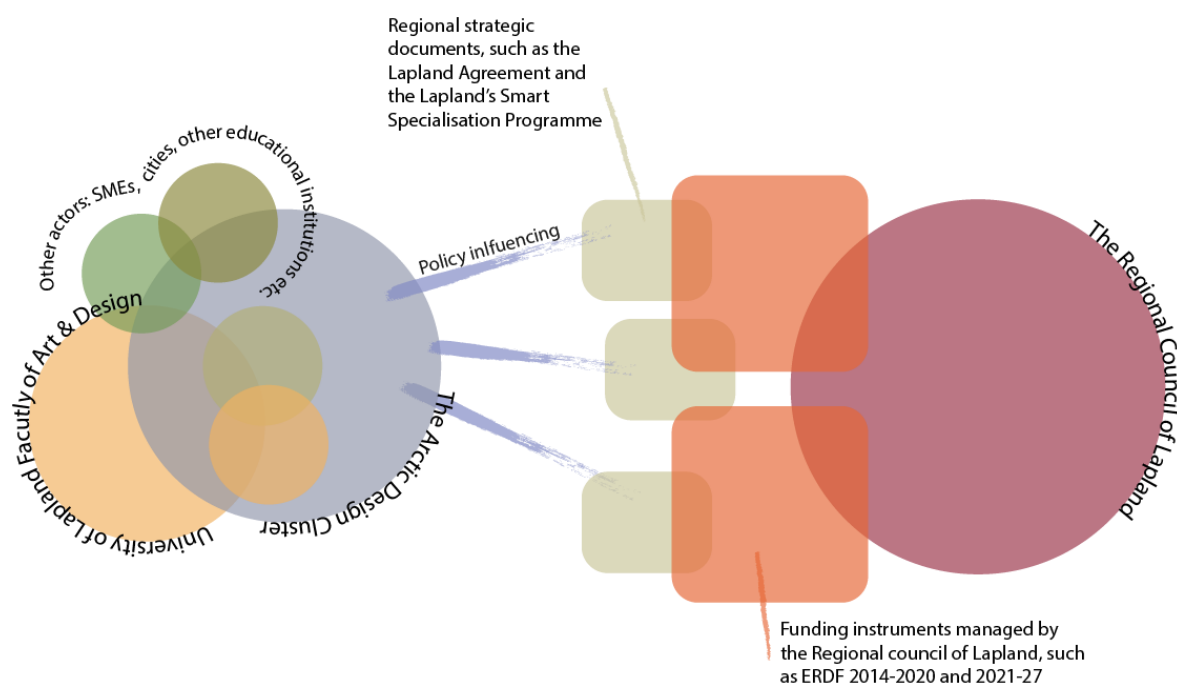 Regional strategic
documents, such as the
Lapland Agreement and
the Lapland's Smart
Specialisation Programme
Other actors: SMEs, cities, other educational institutions etc.
Policy inlfuencing
University of Lapland Facutly of Art & Design
The Arctic Design Cluster
The Regional Council of Lapland
Funding instruments managed by
the Regional council of Lapland, such
as ERDF 2014-2020 and 2021-27